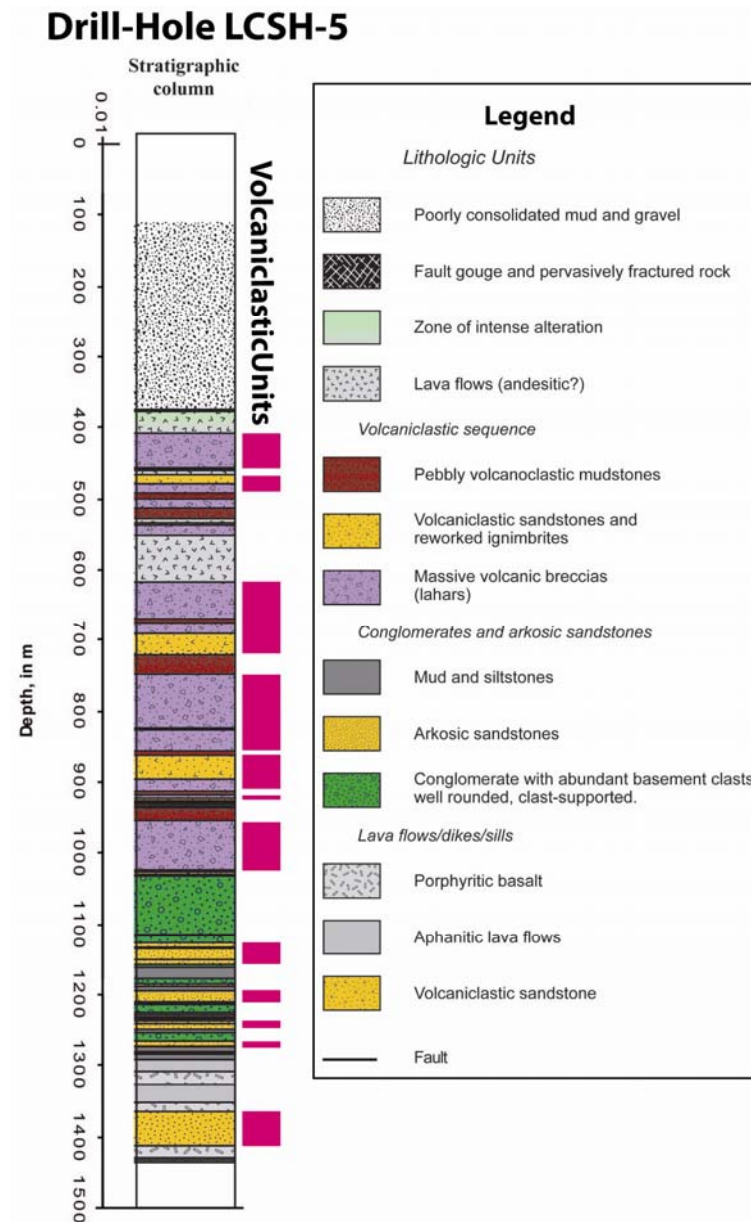 Drill-Hole LCSH-5
Stratigraphic
column
0.01
0
100
200
300
400
500
600
700
800
900
1000
1100
1200
1300
1400
1500
Depth, in m
VolcaniclasticUnits
Legend
Lithologic Units
Poorly consolidated mud and gravel
Fault gouge and pervasively fractured rock
Zone of intense alteration
Lava flows (andesitic?)
Volcaniclastic sequence
Pebbly volcanoclastic mudstones
Volcaniclastic sandstones and
reworked ignimbrites
Massive volcanic breccias
(lahars)
Conglomerates and arkosic sandstones
Mud and siltstones
Arkosic sandstones
Conglomerate with abundant basement clasts
well rounded, clast-supported.
Lava flows/dikes/sills
Porphyritic basalt
Aphanitic lava flows
Volcaniclastic sandstone
Fault